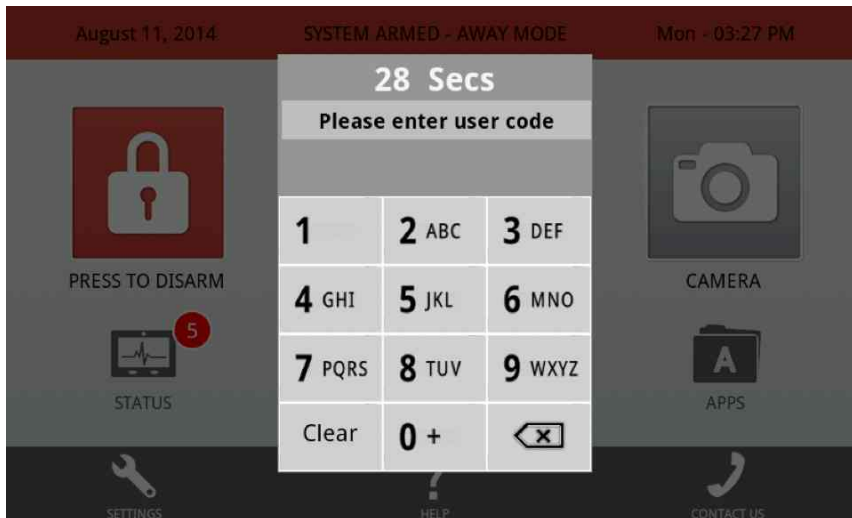 August 11, 2014 SYSTEM ARMED - AWAY MODE Mon - 03:27 PM
28 Secs
Please enter user code
1 2 ABC 3 DEF
PRESS TO DISARM
CAMERA
4 GHI 5 JKL 6 MNO
5
7 PQRS 8 TUV 9 WXYZ
A
STATUS
APPS
Clear 0 +
SETTINGS
?
HELP
CONTACT US